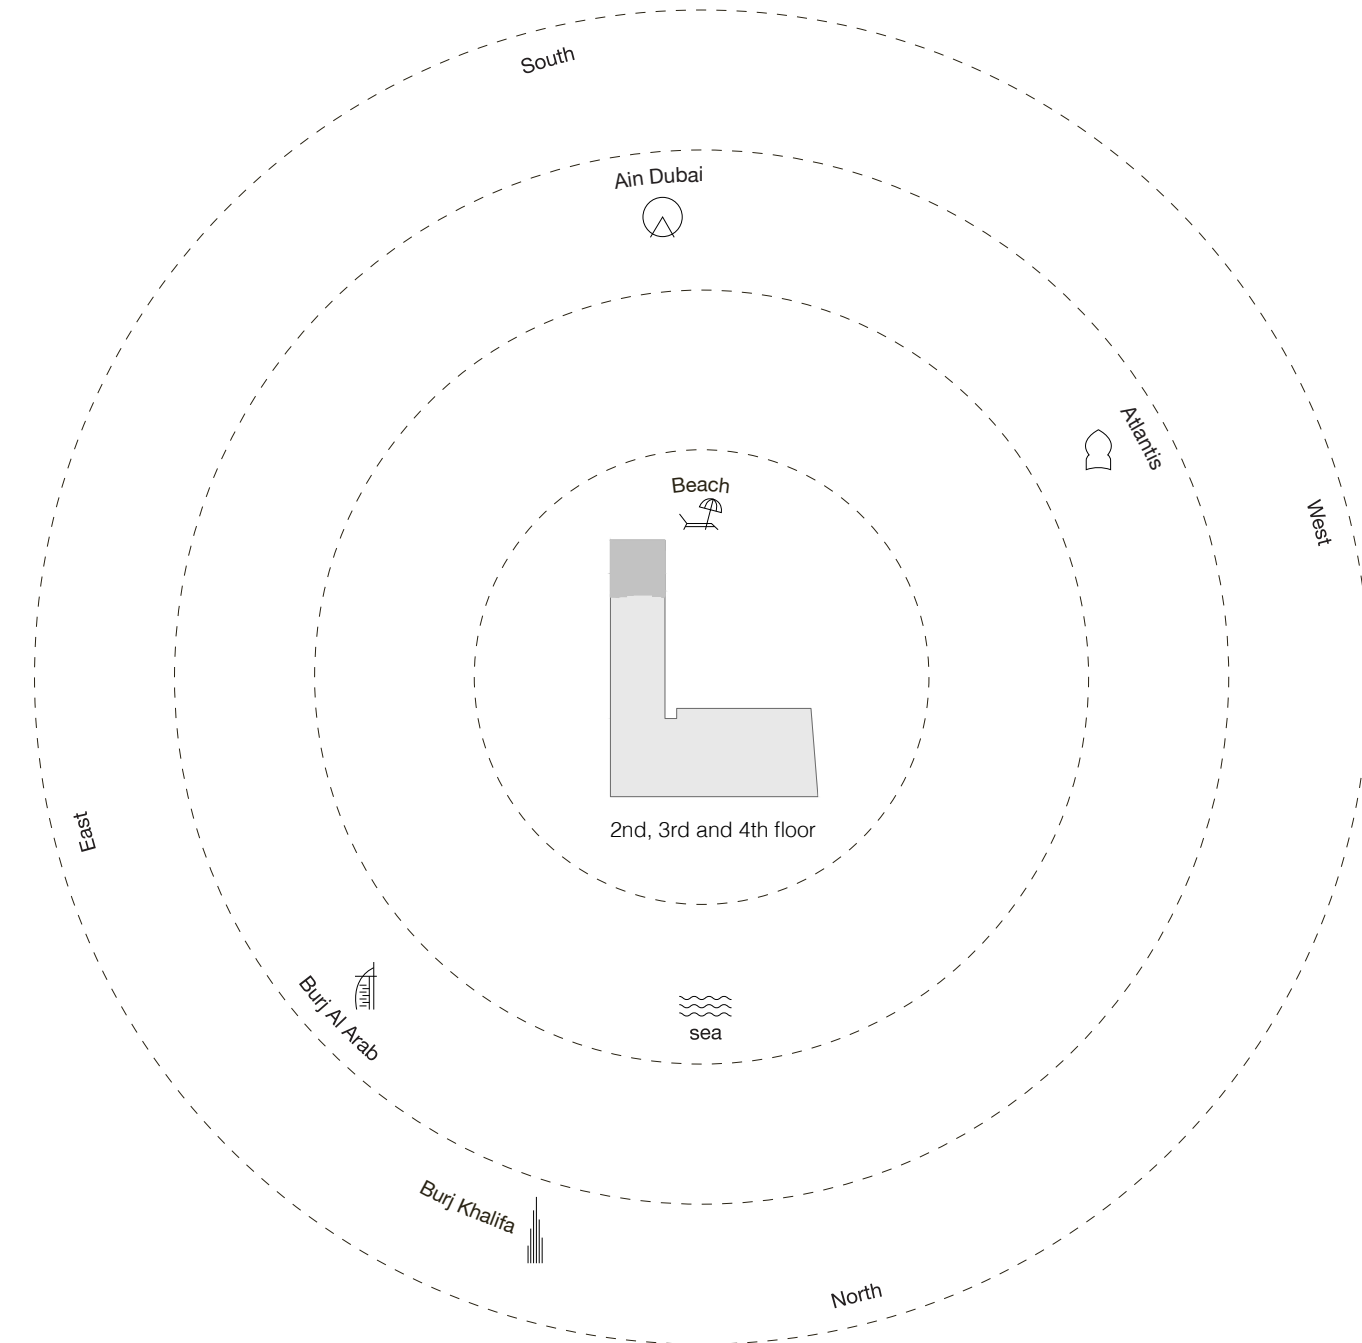 South
Ain Dubai
Atlantis
Beach
West
2nd, 3rd and 4th floor
East
Burj Al Arab
sea
Burj Khalifa
North